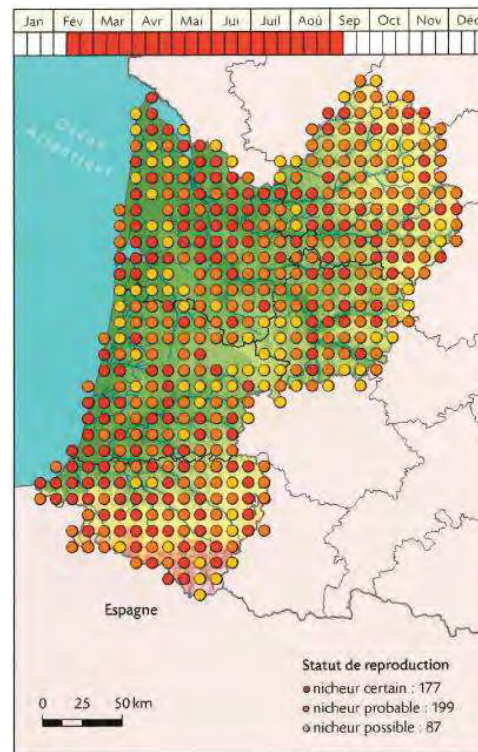 Jan Fév Mar Avr Mai Jui Juil Aoû Sep Oct Nov Déc
Océan
Atlantique
Espagne
Statut de reproduction
nicheur certain : 177
nicheur probable : 199
nicheur possible : 87
0 25 50 km